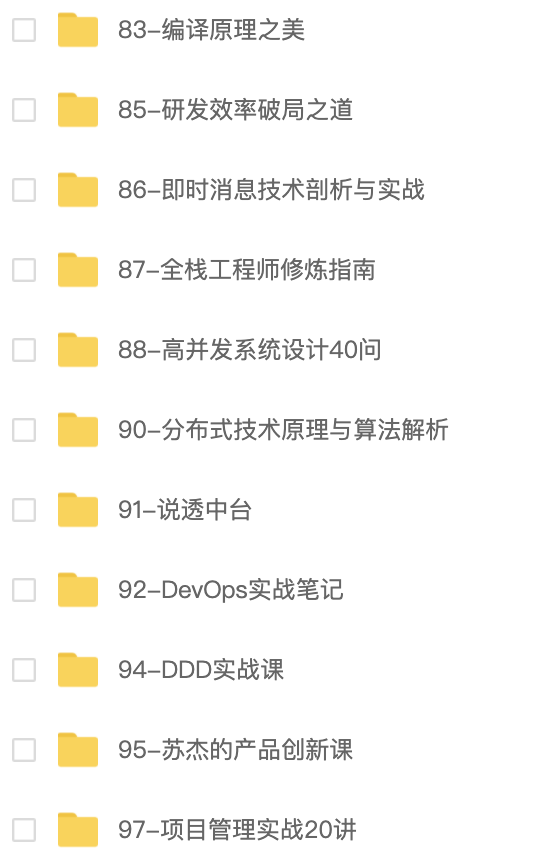 83-编译原理之美
85-研发效率破局之道
86-即时消息技术剖析与实战
87-全栈工程师修炼指南
88-高并发系统设计40问
90-分布式技术原理与算法解析
91-说透中台
92-DevOps实战笔记
94-DDD实战课
95-苏杰的产品创新课
97-项目管理实战20讲